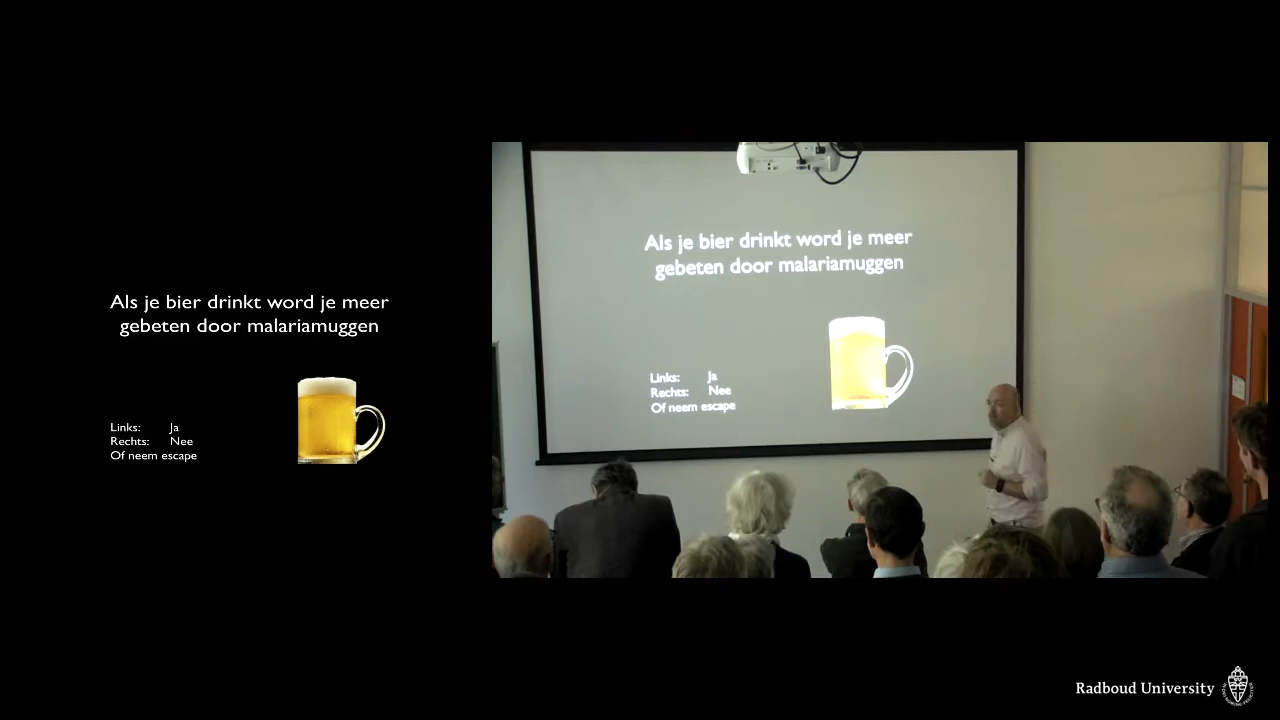 Als je bier drinkt word je meer
gebeten door malariamuggen
Links: Ja
Rechts: Nee
Of neem escape
Als je bier drinkt word je meer
gebeten door malariamuggen
Links: Ja
Rechts: Nee
Of neem escape
Radboud University